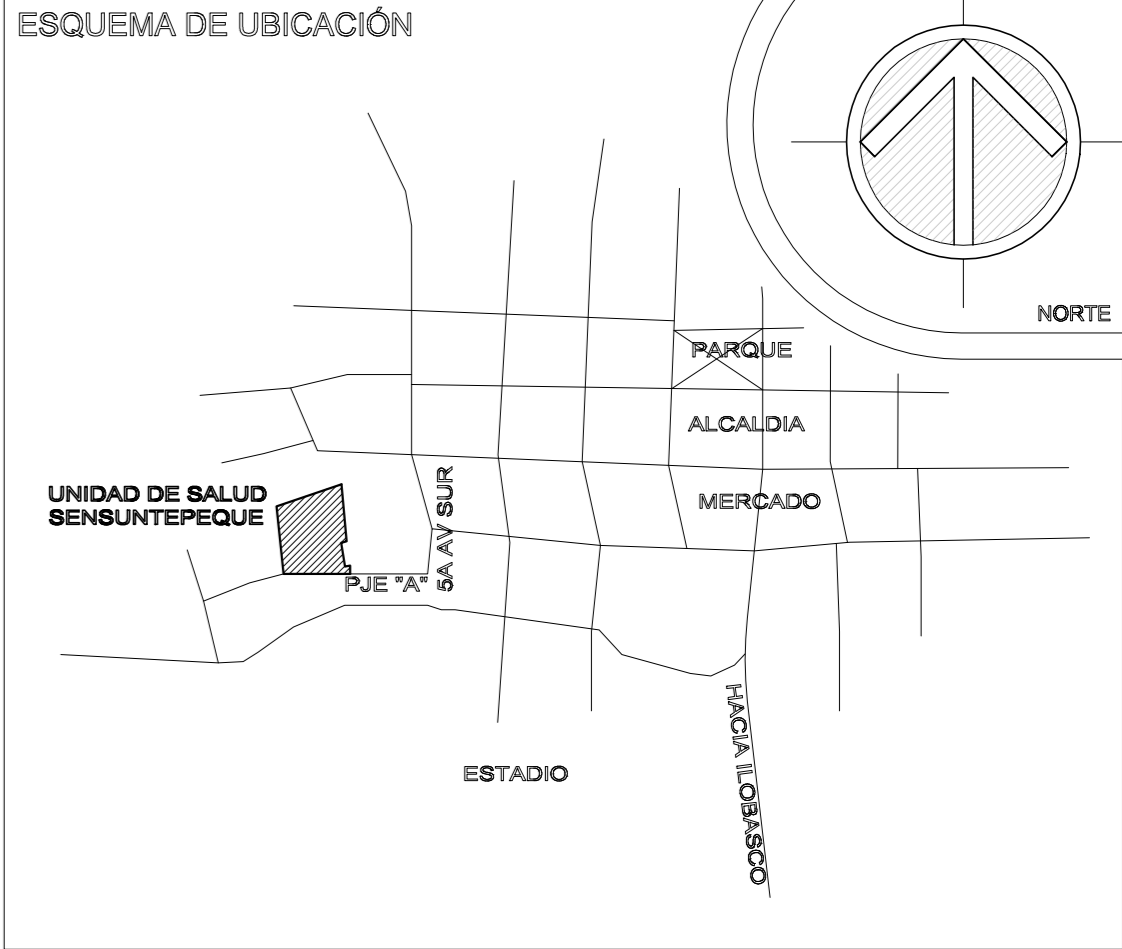 ESQUEMA DE UBICACIÓN
NORTE
PARQUE
ALCALDIA
MERCADO
UNIDAD DE SALUD
SENSUNTEPEQUE
5A AV SUR
PJE "A"
HACIA ILOBASCO
ESTADIO